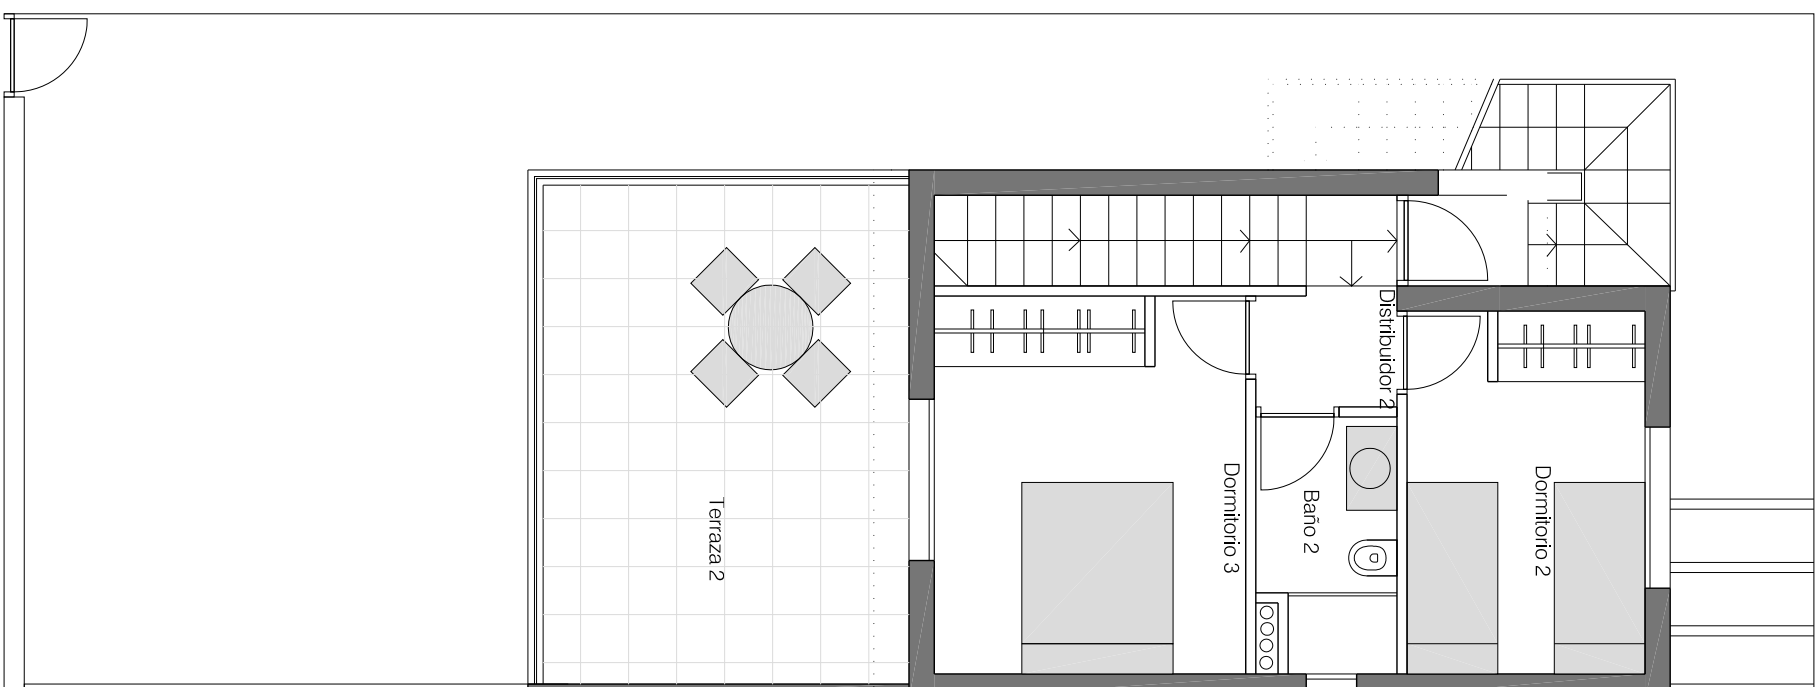 Terraza 2
Dormitorio 3
Baño 2
Distribuidor 2
Dormitorio 2